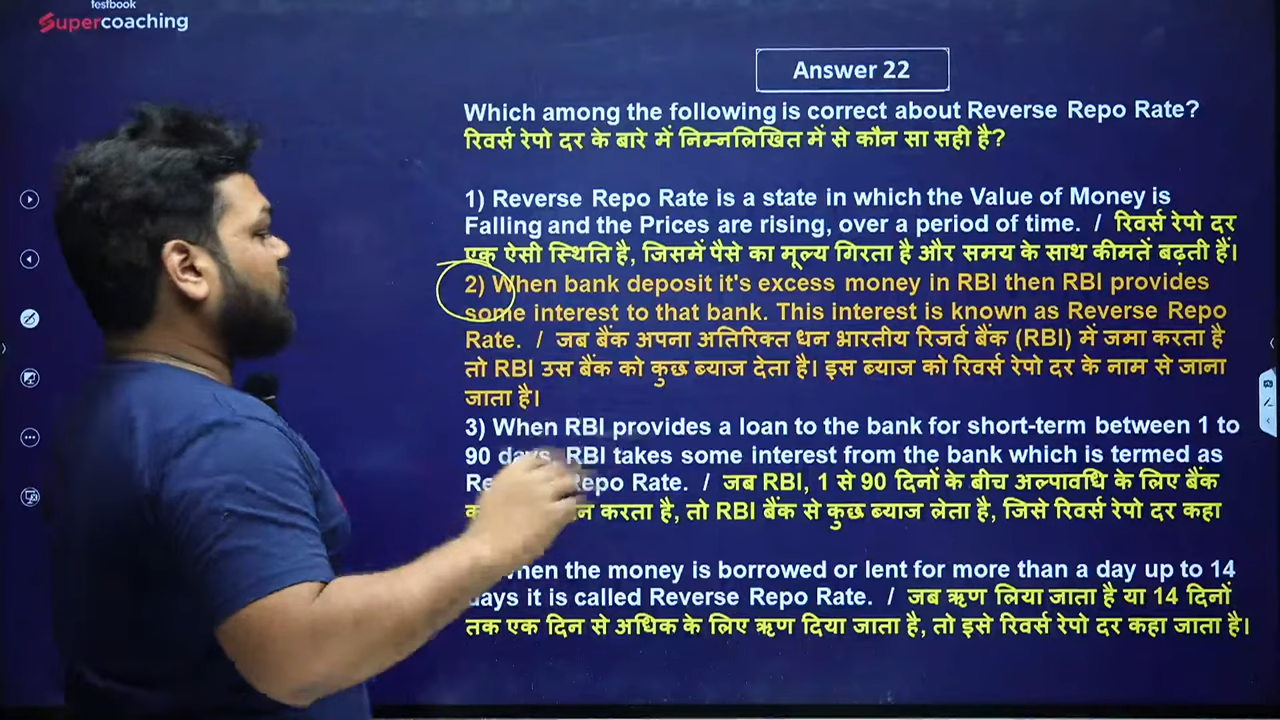 testbook
Supercoaching
Answer 22
Which among the following is correct about Reverse Repo Rate?
रिवर्स रेपो दर के बारे में निम्नलिखित में से कौन सा सही है?
1) Reverse Repo Rate is a state in which the Value of Money is
Falling and the Prices are rising, over a period of time. / रिवर्स रेपो दर
एक ऐसी स्थिति है, जिसमें पैसे का मूल्य गिरता है और समय के साथ कीमतें बढ़ती हैं।
2) When bank deposit it's excess money in RBI then RBI provides
some interest to that bank. This interest is known as Reverse Repo
Rate. / जब बैंक अपना अतिरिक्त धन भारतीय रिजर्व बैंक (RBI) में जमा करता है
तो RBI उस बैंक को कुछ ब्याज देता है। इस ब्याज को रिवर्स रेपो दर के नाम से जाना
जाता है।
3) When RBI provides a loan to the bank for short-term between 1 to
90 days, RBI takes some interest from the bank which is termed as
Repo Rate. / जब RBI, 1 से 90 दिनों के बीच अल्पावधि के लिए बैंक
करता है, तो RBI बैंक से कुछ ब्याज लेता है, जिसे रिवर्स रेपो दर कहा
When the money is borrowed or lent for more than a day up to 14
days it is called Reverse Repo Rate. / जब ऋण लिया जाता है या 14 दिनों
तक एक दिन से अधिक के लिए ऋण दिया जाता है, तो इसे रिवर्स रेपो दर कहा जाता है।